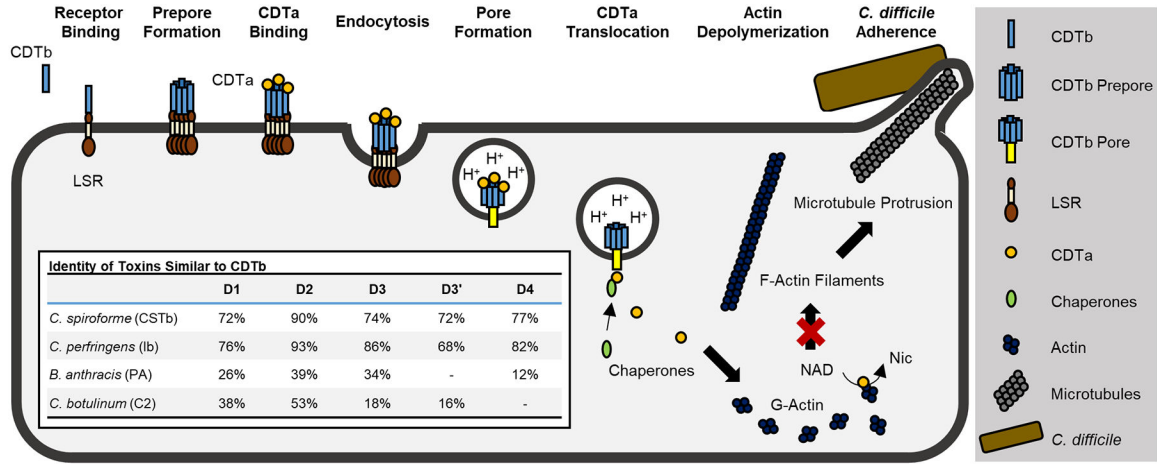 Receptor Binding
Prepore Formation
CDTa Binding
Endocytosis
Pore Formation
CDTa Translocation
Actin Depolymerization
C. difficile Adherence
CDTb
CDTa
LSR
H+
H+ H+
H+
H+ H+
Microtubule Protrusion
F-Actin Filaments
Chaperones
NAD
Nic
G-Actin
Identity of Toxins Similar to CDTb
D1 D2 D3 D3' D4
C. spiroforme (CSTb) 72% 90% 74% 72% 77%
C. perfringens (Ib) 76% 93% 86% 68% 82%
B. anthracis (PA) 26% 39% 34% - 12%
C. botulinum (C2) 38% 53% 18% 16% -
CDTb
CDTb Prepore
CDTb Pore
LSR
CDTa
Chaperones
Actin
Microtubules
C. difficile